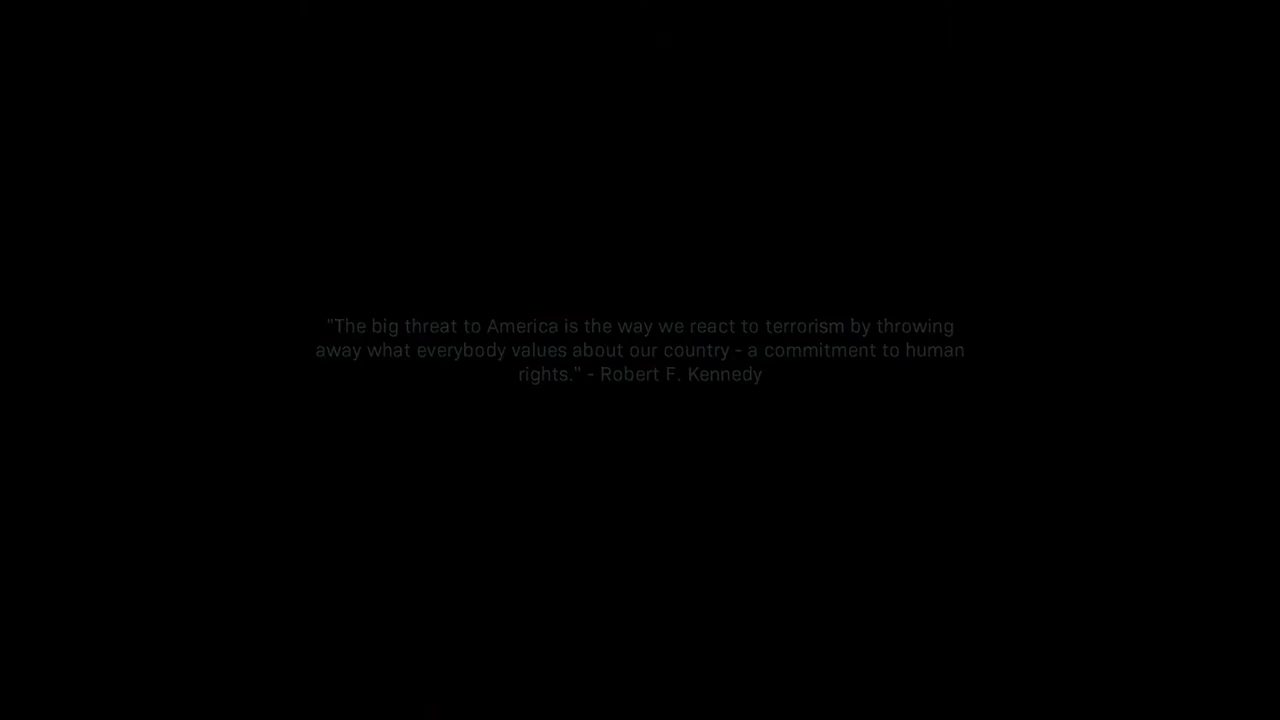 "The big threat to America is the way we react to terrorism by throwing
away what everybody values about our country - a commitment to human
rights." - Robert F. Kennedy